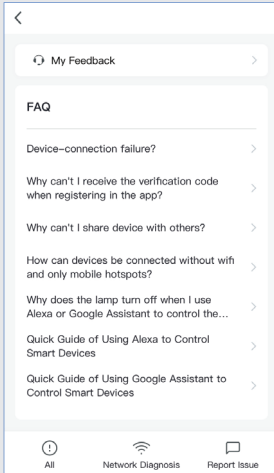 My Feedback
FAQ
Device-connection failure?
Why can't I receive the verification code
when registering in the app?
Why can't I share device with others?
How can devices be connected without wifi
and only mobile hotspots?
Why does the lamp turn off when I use
Alexa or Google Assistant to control the...
Quick Guide of Using Alexa to Control
Smart Devices
Quick Guide of Using Google Assistant to
Control Smart Devices
All
Network Diagnosis
Report Issue